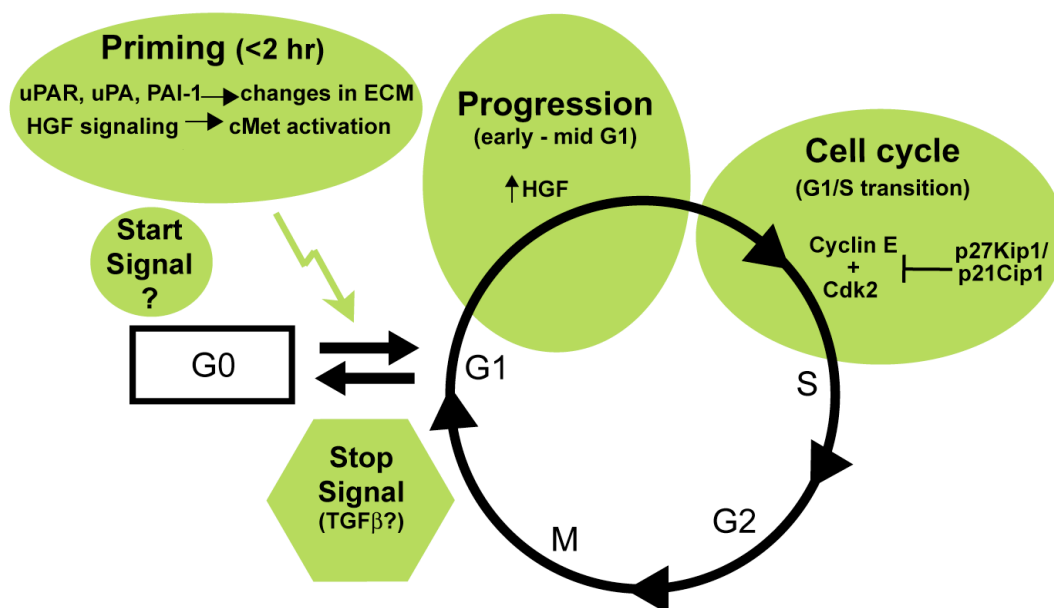 Priming (<2 hr)
uPAR, uPA, PAI-1 → changes in ECM
HGF signaling → cMet activation
Progression
(early - mid G1)
↑HGF
Cell cycle
(G1/S transition)
Cyclin E
+
Cdk2
p27Kip1/
p21Cip1
Start
Signal
?
G0
G1
S
G2
M
Stop
Signal
(TGFβ?)